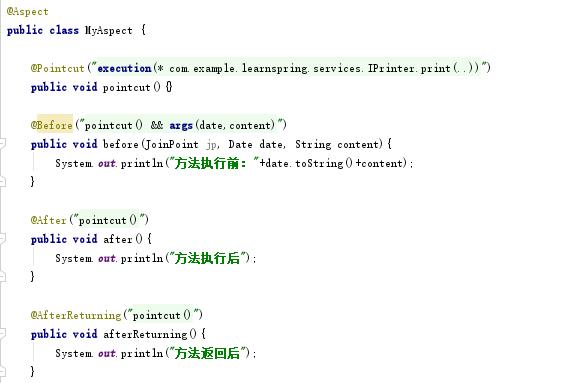 @Aspect
public class MyAspect {
@Pointcut("execution(* com.example.learnspring.services.IPrinter.print(..))")
public void pointcut(){}
@Before("pointcut() && args(date,content)")
public void before(JoinPoint jp, Date date, String content){
System.out.println("方法执行前："+date.toString()+content);
}
@After("pointcut()")
public void after(){
System.out.println("方法执行后");
}
@AfterReturning("pointcut()")
public void afterReturning(){
System.out.println("方法返回后");
}